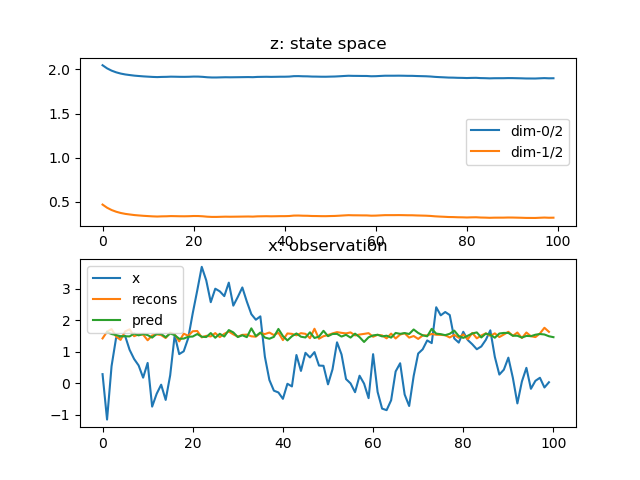 z: state space
2.0
1.5
1.0
0.5
dim-0/2
dim-1/2
0 20 40 60 80 100
x: observation
3
2
1
0
−1
x
recons
pred
0 20 40 60 80 100